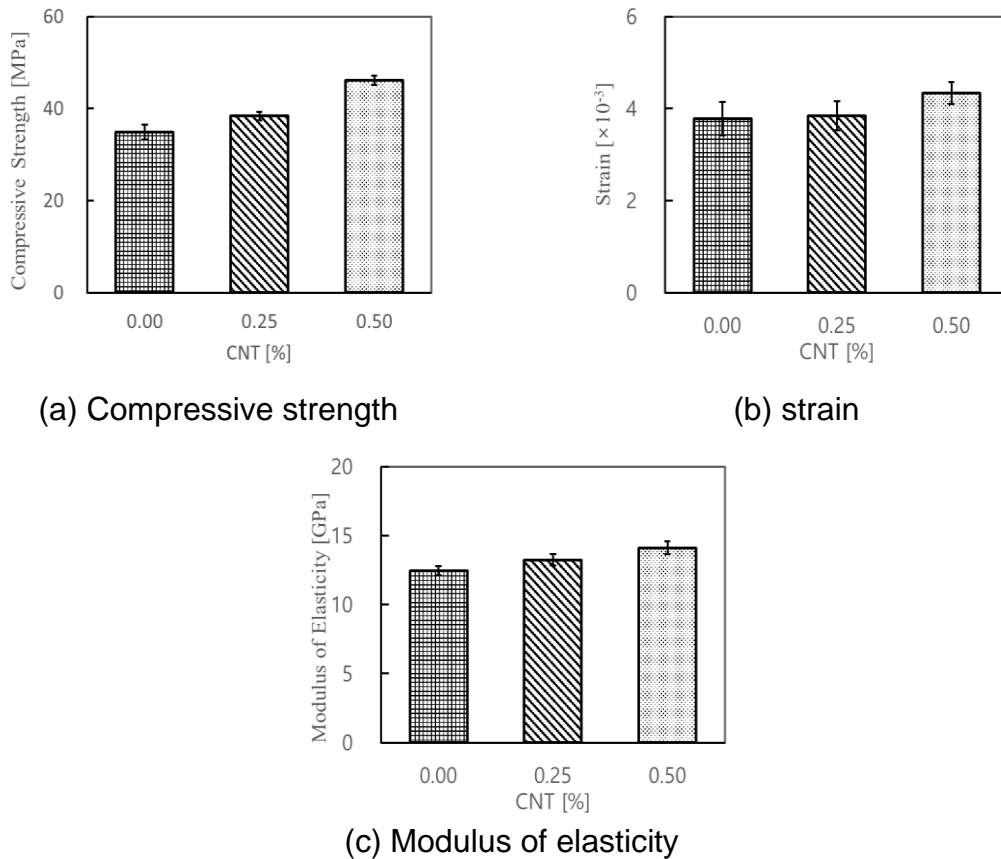 Compressive Strength [MPa]
60
40
20
0
0.00 0.25 0.50
CNT [%]
(a) Compressive strength
Strain [×10-3]
6
4
2
0
0.00 0.25 0.50
CNT [%]
(b) strain
Modulus of Elasticity [GPa]
20
15
10
5
0
0.00 0.25 0.50
CNT [%]
(c) Modulus of elasticity